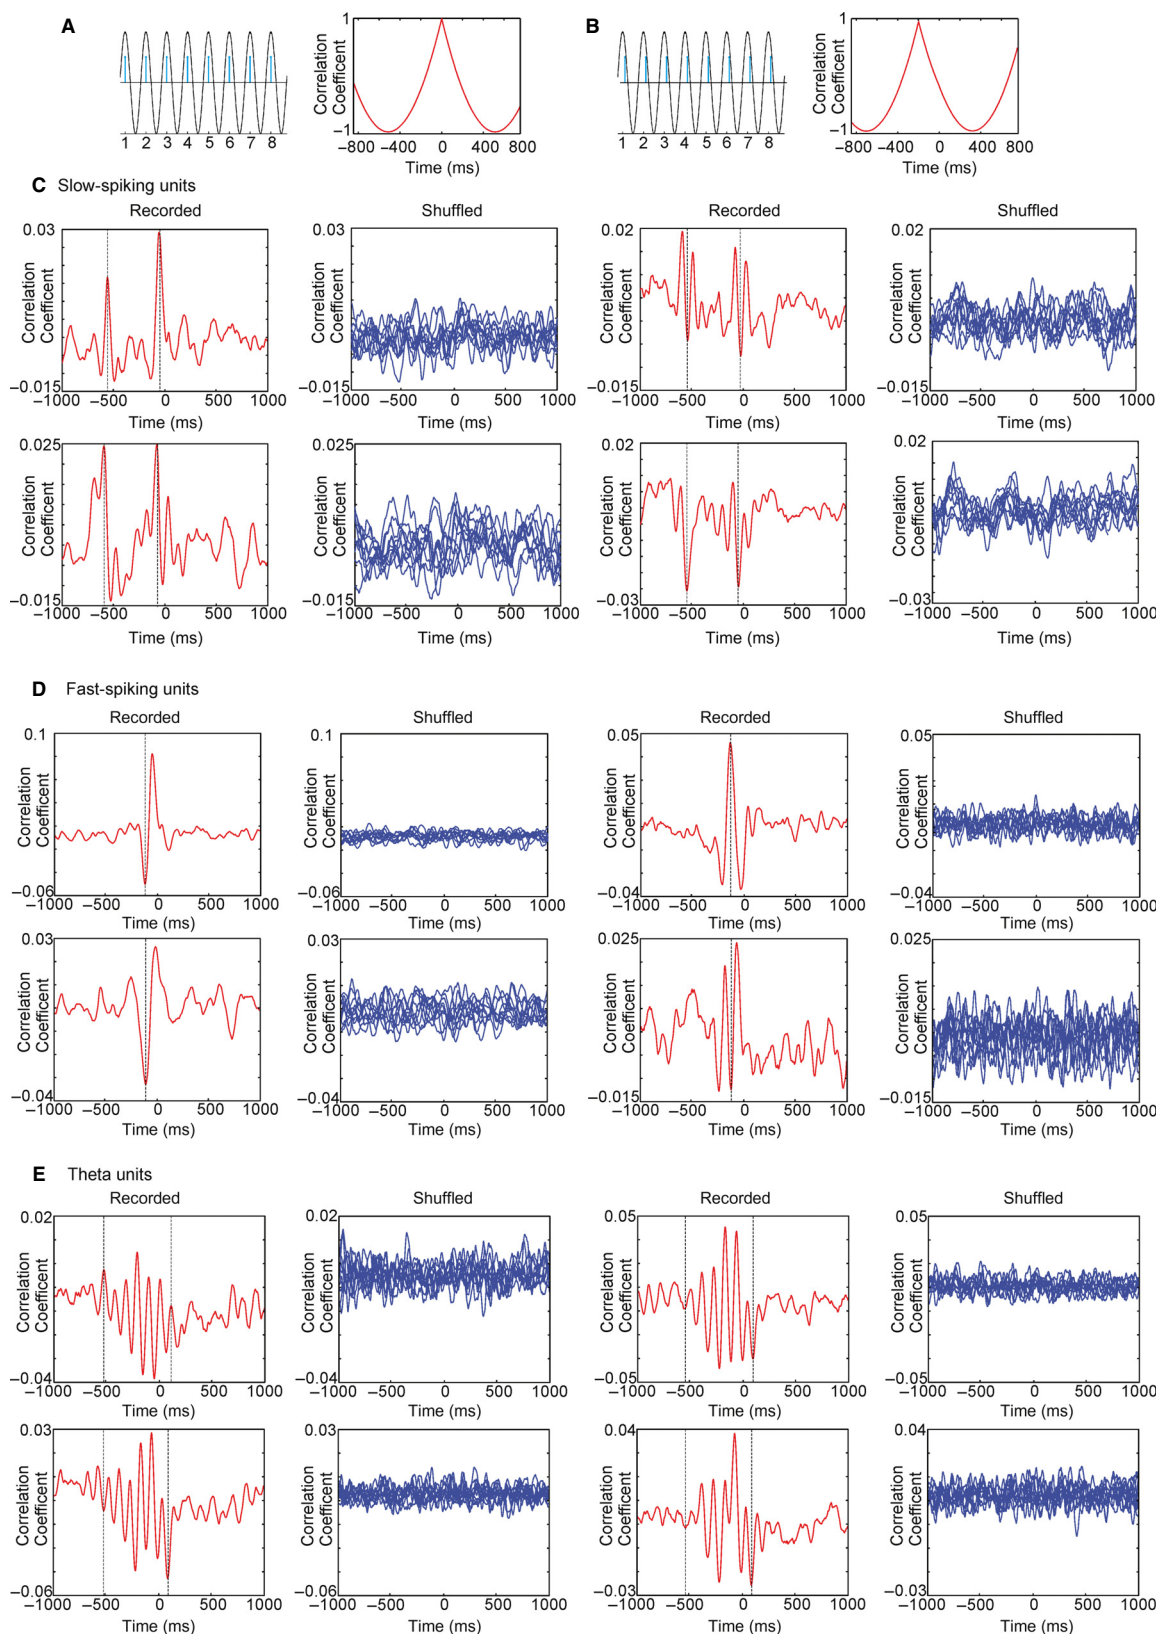 A
B
Correlation
Coefficent
1
−1
1 2 3 4 5 6 7 8
−800 −400 0 400 800
Time (ms)
Correlation
Coefficent
1
−1
1 2 3 4 5 6 7 8
−800 −400 0 400 800
Time (ms)
C Slow-spiking units
Recorded
Shuffled
Recorded
Shuffled
Correlation
Coefficent
0.03
−0.015
−1000 −500 0 500 1000
Time (ms)
Correlation
Coefficent
0.03
−0.015
−1000 −500 0 500 1000
Time (ms)
Correlation
Coefficent
0.02
−0.015
−1000 −500 0 500 1000
Time (ms)
Correlation
Coefficent
0.02
−0.015
−1000 −500 0 500 1000
Time (ms)
Correlation
Coefficent
0.025
−0.015
−1000 −500 0 500 1000
Time (ms)
Correlation
Coefficent
0.025
−0.015
−1000 −500 0 500 1000
Time (ms)
Correlation
Coefficent
0.02
−0.03
−1000 −500 0 500 1000
Time (ms)
Correlation
Coefficent
0.02
−0.03
−1000 −500 0 500 1000
Time (ms)
D Fast-spiking units
Recorded
Shuffled
Recorded
Shuffled
Correlation
Coefficent
0.1
−0.06
−1000 −500 0 500 1000
Time (ms)
Correlation
Coefficent
0.1
−0.06
−1000 −500 0 500 1000
Time (ms)
Correlation
Coefficent
0.05
−0.04
−1000 −500 0 500 1000
Time (ms)
Correlation
Coefficent
0.05
−0.04
−1000 −500 0 500 1000
Time (ms)
Correlation
Coefficent
0.03
−0.04
−1000 −500 0 500 1000
Time (ms)
Correlation
Coefficent
0.03
−0.04
−1000 −500 0 500 1000
Time (ms)
Correlation
Coefficent
0.025
−0.015
−1000 −500 0 500 1000
Time (ms)
Correlation
Coefficent
0.025
−0.015
−1000 −500 0 500 1000
Time (ms)
E Theta units
Recorded
Shuffled
Recorded
Shuffled
Correlation
Coefficent
0.02
−0.04
−1000 −500 0 500 1000
Time (ms)
Correlation
Coefficent
0.02
−0.04
−1000 −500 0 500 1000
Time (ms)
Correlation
Coefficent
0.05
−0.05
−1000 −500 0 500 1000
Time (ms)
Correlation
Coefficent
0.05
−0.05
−1000 −500 0 500 1000
Time (ms)
Correlation
Coefficent
0.03
−0.06
−1000 −500 0 500 1000
Time (ms)
Correlation
Coefficent
0.03
−0.06
−1000 −500 0 500 1000
Time (ms)
Correlation
Coefficent
0.04
−0.03
−1000 −500 0 500 1000
Time (ms)
Correlation
Coefficent
0.04
−0.03
−1000 −500 0 500 1000
Time (ms)